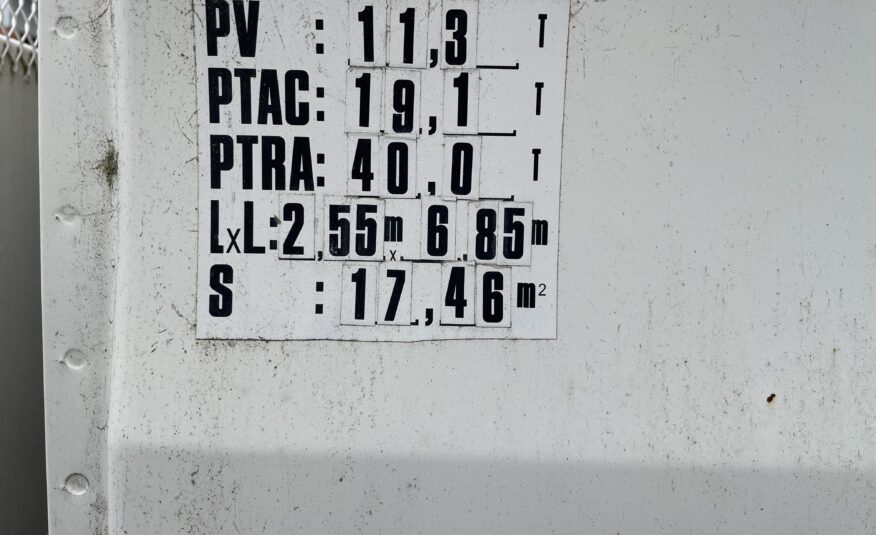 PV : 11,3 T
PTAC: 19,1 T
PTRA: 40,0 T
LxL: 2,55m x 6.85m
S : 17,46 m²